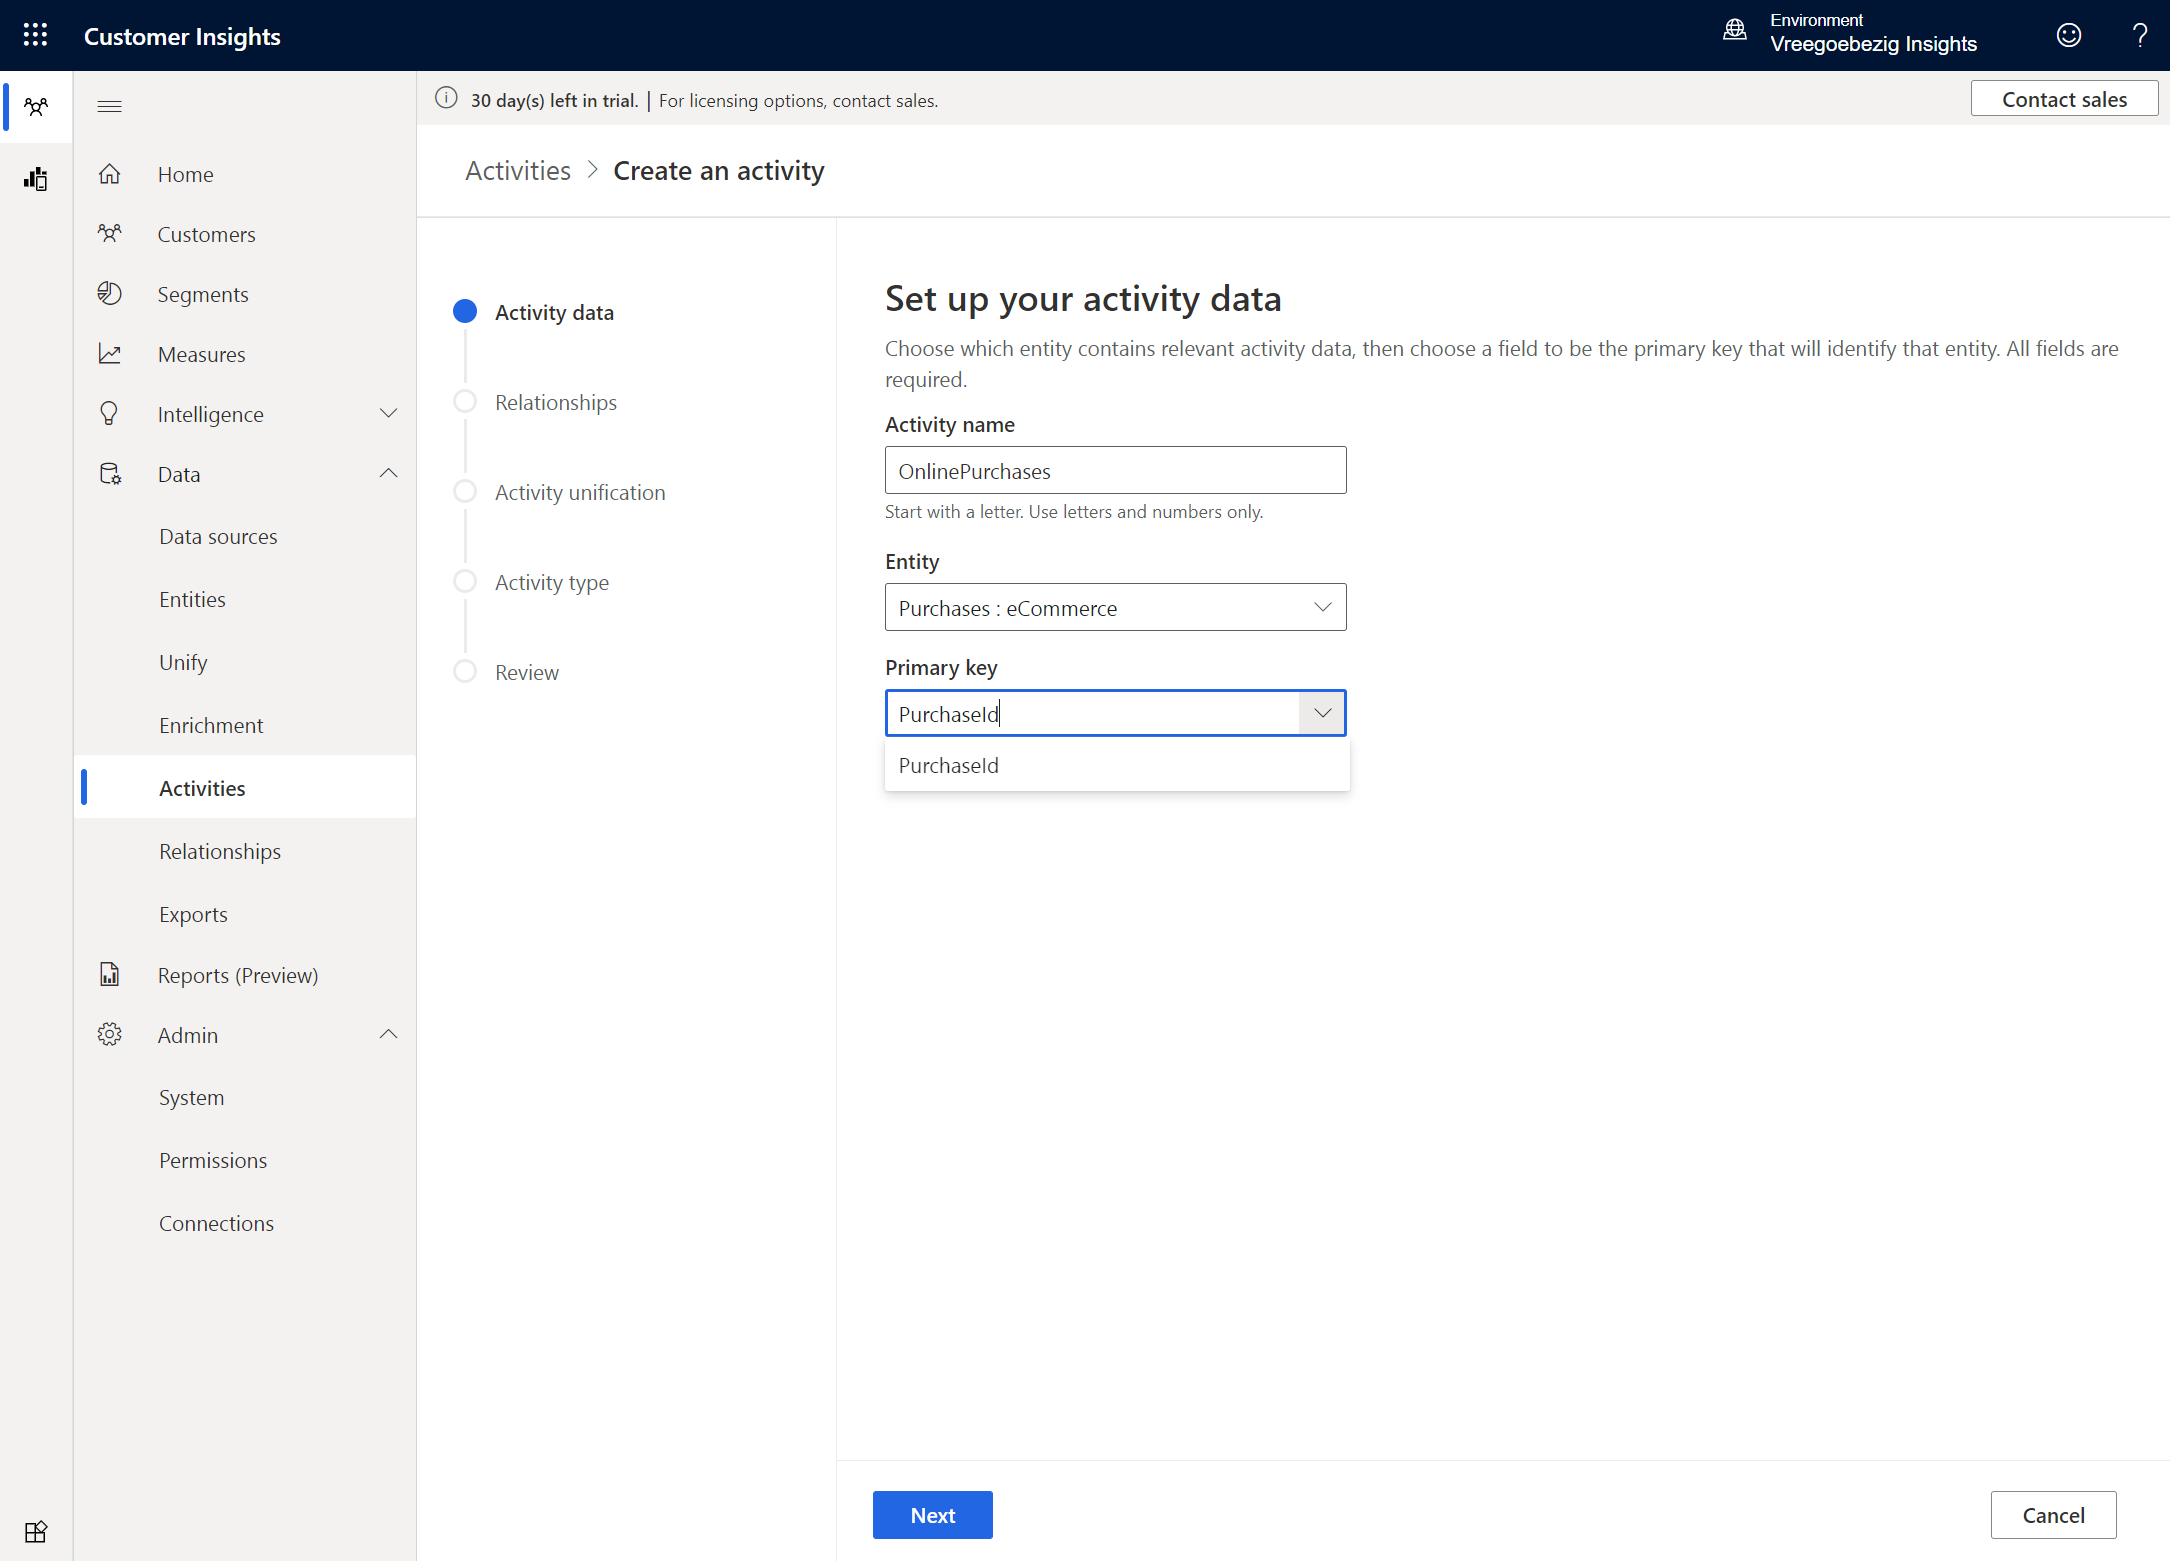 Customer Insights
Environment
Vreegoebezig Insights
30 day(s) left in trial. | For licensing options, contact sales.
Contact sales
Home
Customers
Segments
Measures
Intelligence
Data
Data sources
Entities
Unify
Enrichment
Activities
Relationships
Exports
Reports (Preview)
Admin
System
Permissions
Connections
Activities > Create an activity
Activity data
Relationships
Activity unification
Activity type
Review
Set up your activity data
Choose which entity contains relevant activity data, then choose a field to be the primary key that will identify that entity. All fields are
required.
Activity name
OnlinePurchases
Start with a letter. Use letters and numbers only.
Entity
Purchases : eCommerce
Primary key
PurchaseId
PurchaseId
Next
Cancel